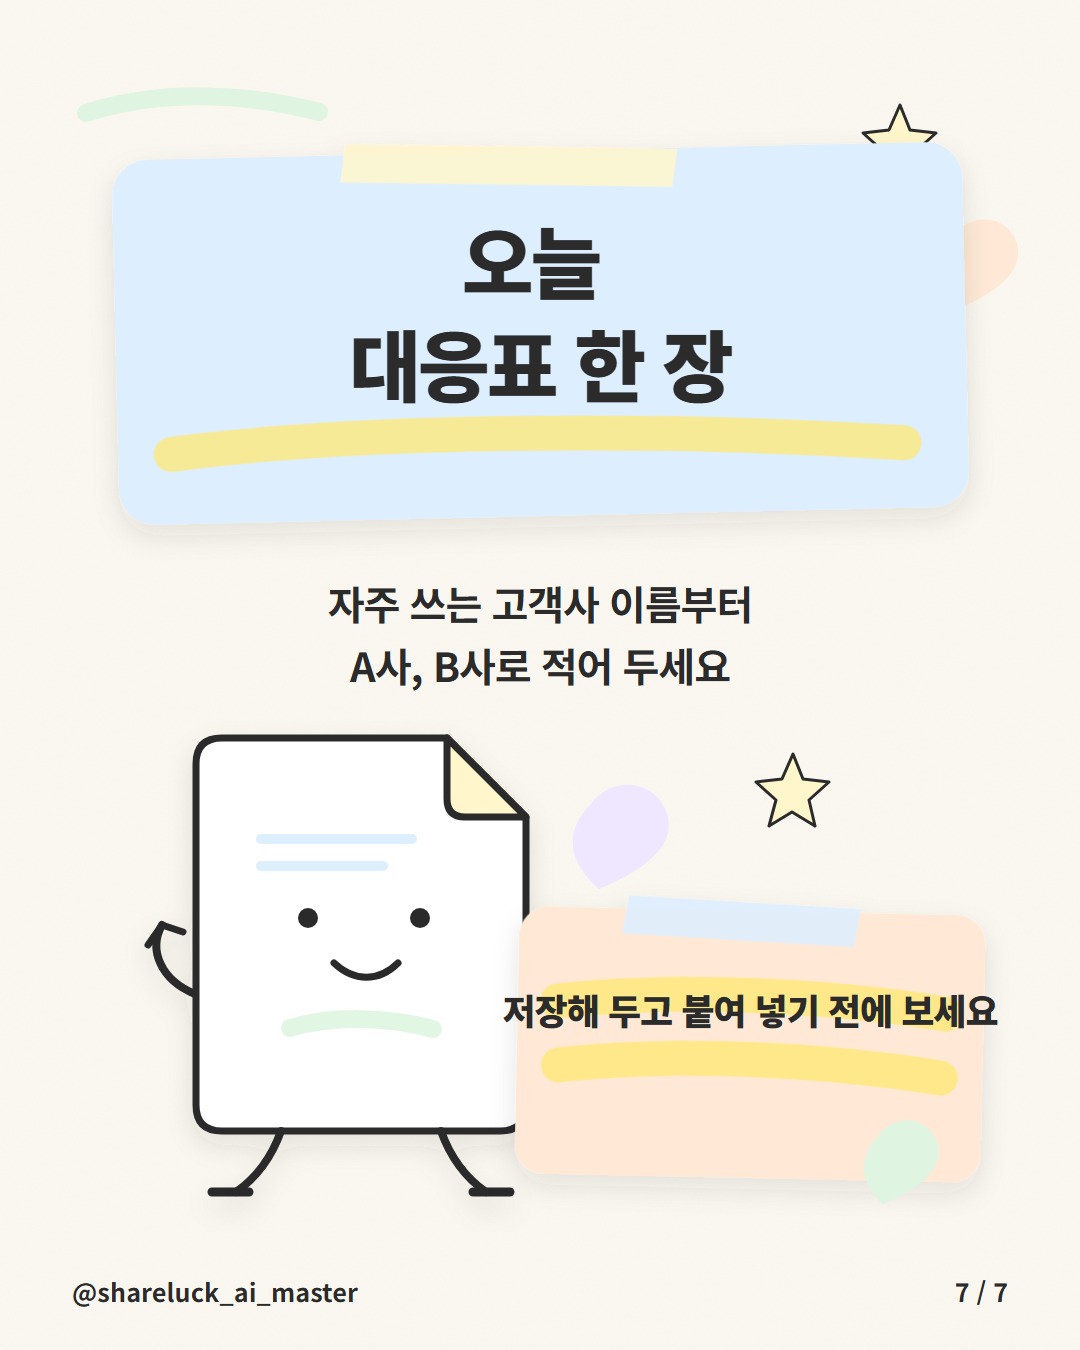 오늘
대응표 한 장
자주 쓰는 고객사 이름부터
A사, B사로 적어 두세요
저장해 두고 붙여 넣기 전에 보세요
@shareluck_ai_master
7 / 7